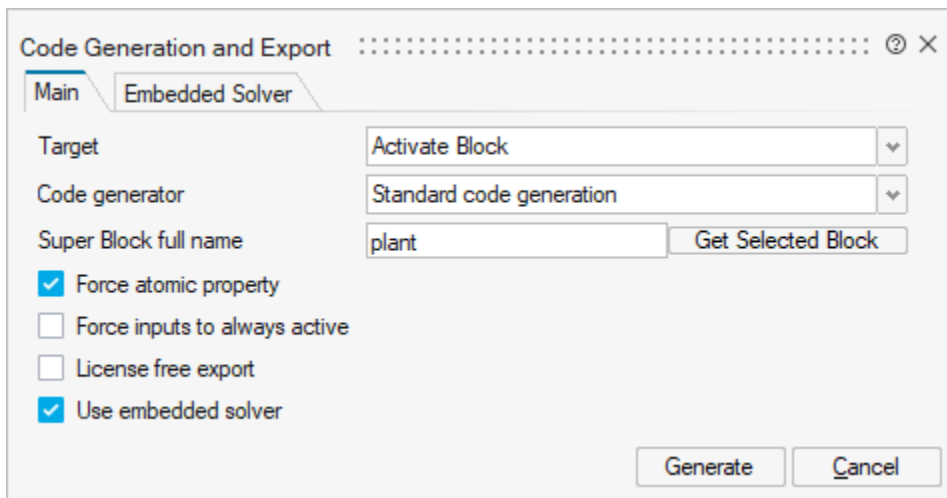 Code Generation and Export
Main Embedded Solver
Target Activate Block
Code generator Standard code generation
Super Block full name plant Get Selected Block
Force atomic property
Force inputs to always active
License free export
Use embedded solver
Generate Cancel